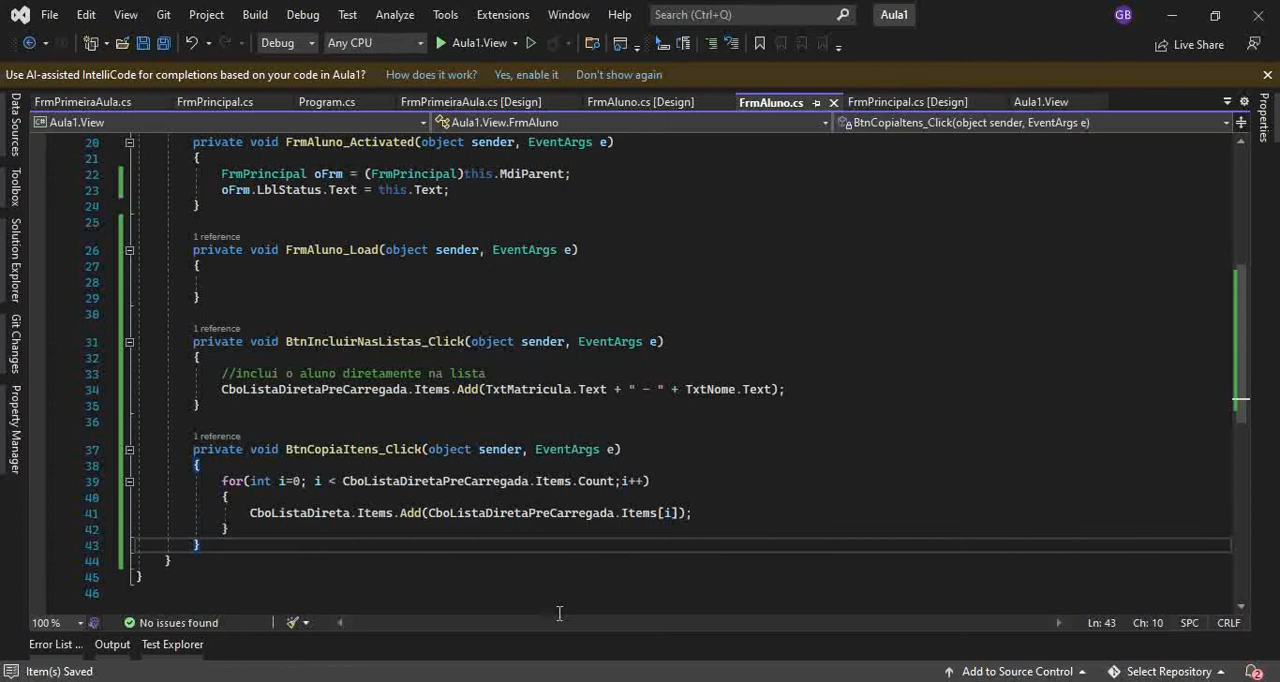 File Edit View Git Project Build Debug Test Analyze Tools Extensions Window Help Search (Ctrl+Q) Aula1 GB
Debug Any CPU Aula1.View Live Share
Use AI-assisted IntelliCode for completions based on your code in Aula1? How does it work? Yes, enable it Don't show again
FrmPrimeiraAula.cs FrmPrincipal.cs Program.cs FrmPrimeiraAula.cs [Design] FrmAluno.cs [Design] FrmAluno.cs FrmPrincipal.cs [Design] Aula1.View
Aula1.View Aula1.View.FrmAluno BtnCopiaItens_Click(object sender, EventArgs e)
Data Sources
Toolbox
Solution Explorer
Git Changes
Property Manager
Properties
20 private void FrmAluno_Activated(object sender, EventArgs e)
21 {
22 FrmPrincipal oFrm = (FrmPrincipal)this.MdiParent;
23 oFrm.LblStatus.Text = this.Text;
24 }
25
1 reference
26 private void FrmAluno_Load(object sender, EventArgs e)
27 {
28
29 }
30
1 reference
31 private void BtnIncluirNasListas_Click(object sender, EventArgs e)
32 {
33 //inclui o aluno diretamente na lista
34 CboListaDiretaPreCarregada.Items.Add(TxtMatricula.Text + " - " + TxtNome.Text);
35 }
36
1 reference
37 private void BtnCopiaItens_Click(object sender, EventArgs e)
38 {
39 for(int i=0; i < CboListaDiretaPreCarregada.Items.Count;i++)
40 {
41 CboListaDireta.Items.Add(CboListaDiretaPreCarregada.Items[i]);
42 }
43 }
44 }
45 }
46
100 % No issues found Ln: 43 Ch: 10 SPC CRLF
Error List ... Output Test Explorer
Item(s) Saved Add to Source Control Select Repository 2